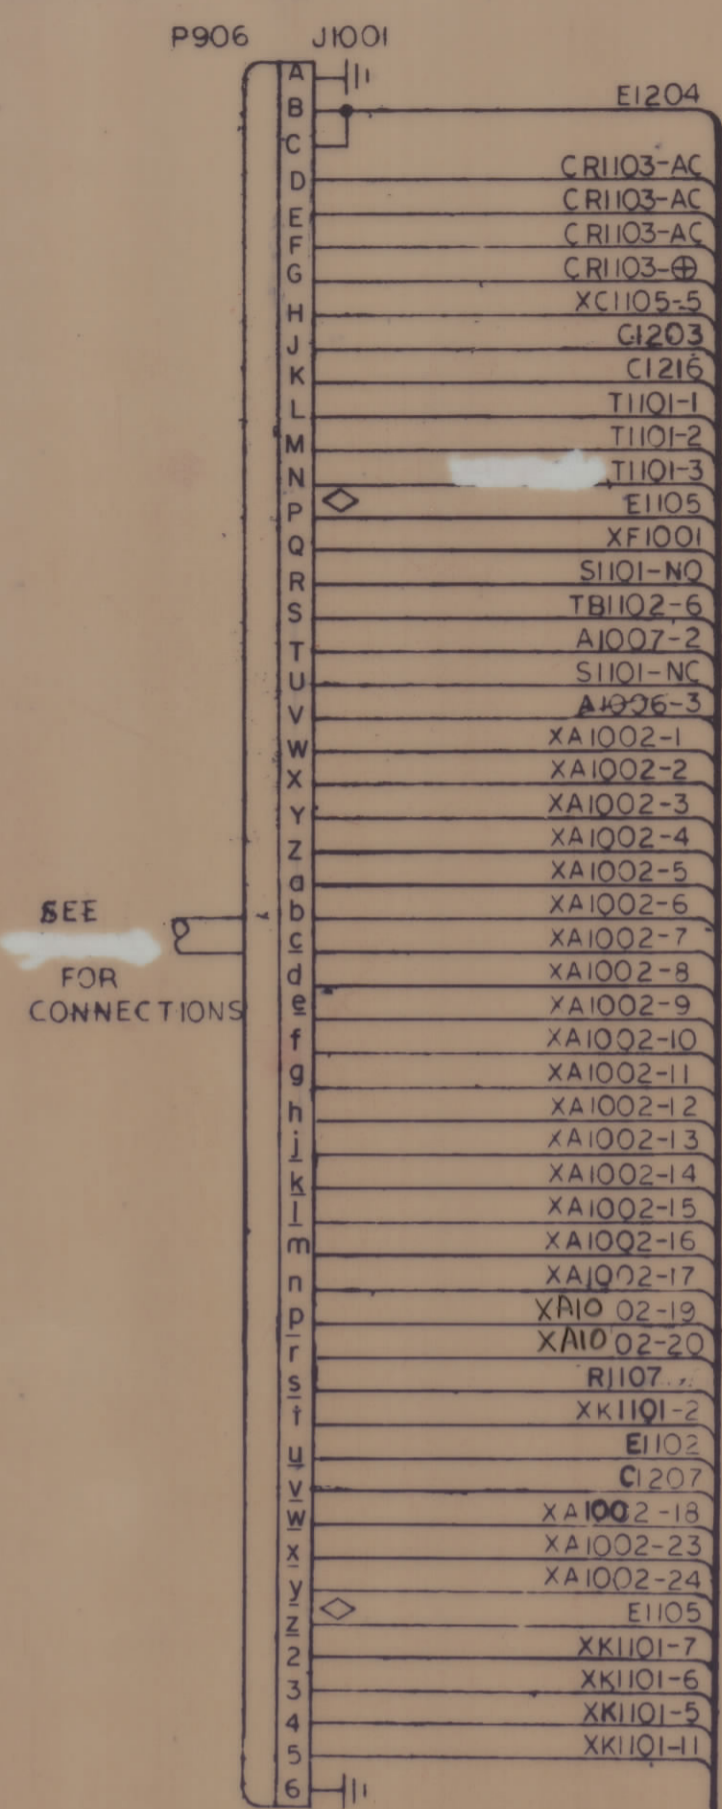 P906 J1001
A
B E1204
C
D CR1103-AC
E CR1103-AC
F CR1103-AC
G CR1103-⊕
H XC1105-5
J C1203
K C1216
L T1101-1
M T1101-2
N T1101-3
P E1105
Q XF1001
R S1101-NO
S TB1102-6
T A1007-2
U S1101-NC
V A1006-3
W XA1002-1
X XA1002-2
Y XA1002-3
Z XA1002-4
a XA1002-5
b XA1002-6
c XA1002-7
d XA1002-8
e XA1002-9
f XA1002-10
g XA1002-11
h XA1002-12
j XA1002-13
k XA1002-14
l XA1002-15
m XA1002-16
n XA1002-17
p XA1002-19
r XA1002-20
s R1107
t XK1101-2
u E1102
v C1207
w XA1002-18
x XA1002-23
y XA1002-24
z E1105
2 XK1101-7
3 XK1101-6
4 XK1101-5
5 XK1101-11
6
SEE
FOR
CONNECTIONS